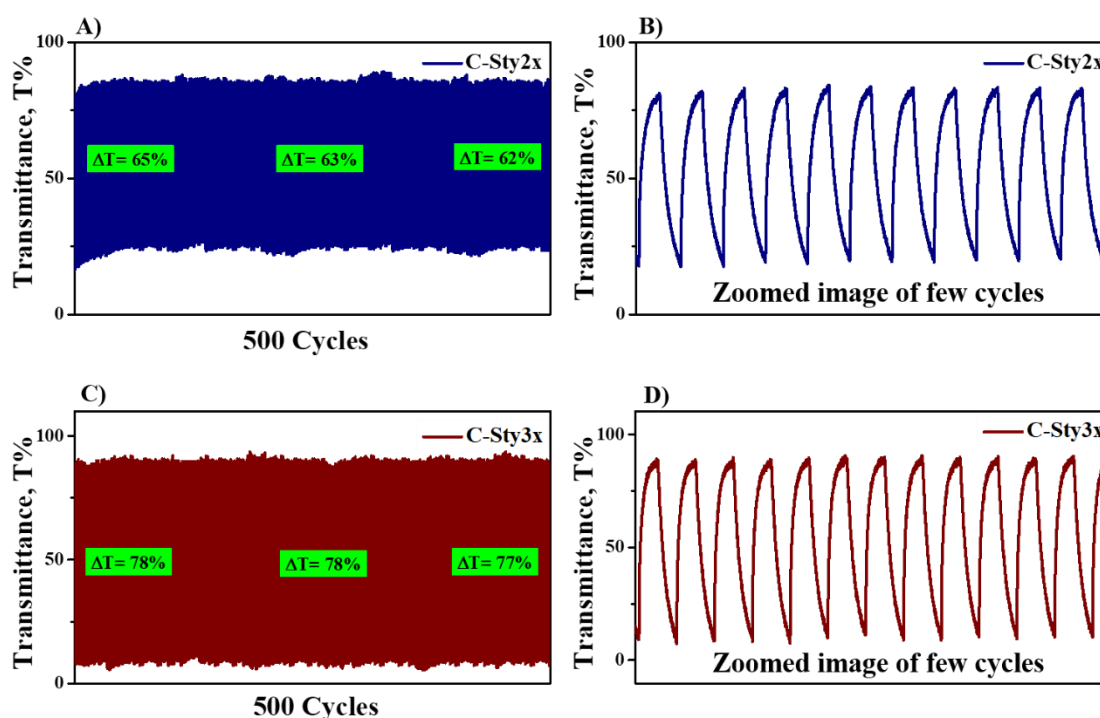 A)
100
C-Sty2x
Transmittance, T%
50
ΔT= 65%
ΔT= 63%
ΔT= 62%
0
500 Cycles
B)
100
C-Sty2x
Transmittance, T%
50
Zoomed image of few cycles
0
C)
100
C-Sty3x
Transmittance, T%
50
ΔT= 78%
ΔT= 78%
ΔT= 77%
0
500 Cycles
D)
100
C-Sty3x
Transmittance, T%
50
0
Zoomed image of few cycles